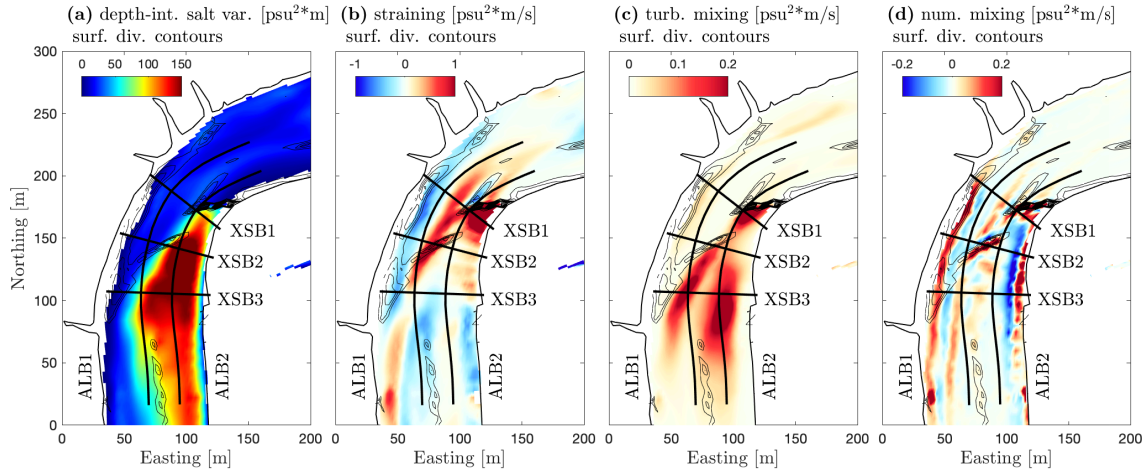 (a) depth-int. salt var. [psu²*m]
surf. div. contours
0 50 100 150
(b) straining [psu²*m/s]
surf. div. contours
-1 0 1
(c) turb. mixing [psu²*m/s]
surf. div. contours
0 0.1 0.2
(d) num. mixing [psu²*m/s]
surf. div. contours
-0.2 0 0.2
Northing [m]
300
250
200
150
100
50
0
XSB1
XSB2
XSB3
ALB1
ALB2
0 50 100 150 200
Easting [m]
XSB1
XSB2
XSB3
ALB1
ALB2
0 50 100 150 200
Easting [m]
XSB1
XSB2
XSB3
ALB1
ALB2
0 50 100 150 200
Easting [m]
XSB1
XSB2
XSB3
ALB1
ALB2
0 50 100 150 200
Easting [m]